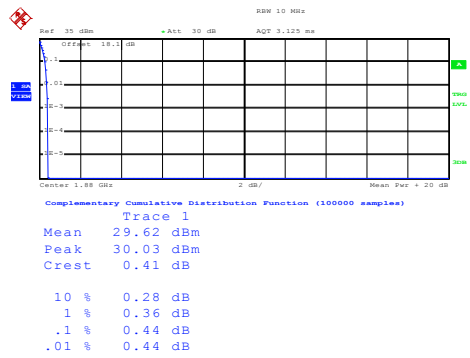 RBW 10 MHz
Ref 35 dBm *Att 30 dB AQT 3.125 ms
Offset 18.1 dB
0.1
A
1 SA
VIEW
0.01
TRG
LVL
1E-3
1E-4
1E-5
3DB
Center 1.88 GHz 2 dB/ Mean Pwr + 20 dB
Complementary Cumulative Distribution Function (100000 samples)
Trace 1
Mean 29.62 dBm
Peak 30.03 dBm
Crest 0.41 dB
10 % 0.28 dB
1 % 0.36 dB
.1 % 0.44 dB
.01 % 0.44 dB